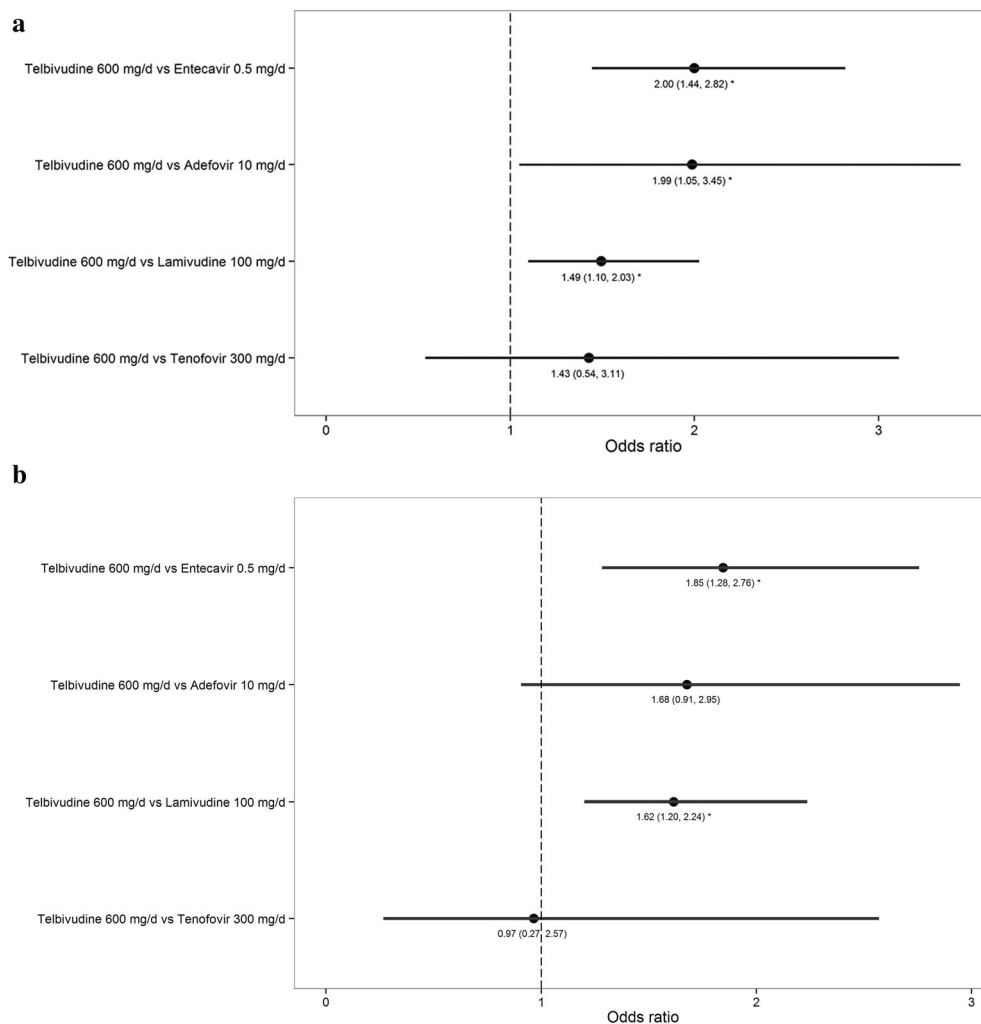 a
Telbivudine 600 mg/d vs Entecavir 0.5 mg/d
2.00 (1.44, 2.82) *
Telbivudine 600 mg/d vs Adefovir 10 mg/d
1.99 (1.05, 3.45) *
Telbivudine 600 mg/d vs Lamivudine 100 mg/d
1.49 (1.10, 2.03) *
Telbivudine 600 mg/d vs Tenofovir 300 mg/d
1.43 (0.54, 3.11)
0 1 2 3
Odds ratio
b
Telbivudine 600 mg/d vs Entecavir 0.5 mg/d
1.85 (1.28, 2.76) *
Telbivudine 600 mg/d vs Adefovir 10 mg/d
1.68 (0.91, 2.95)
Telbivudine 600 mg/d vs Lamivudine 100 mg/d
1.62 (1.20, 2.24) *
Telbivudine 600 mg/d vs Tenofovir 300 mg/d
0.97 (0.27, 2.57)
0 1 2 3
Odds ratio